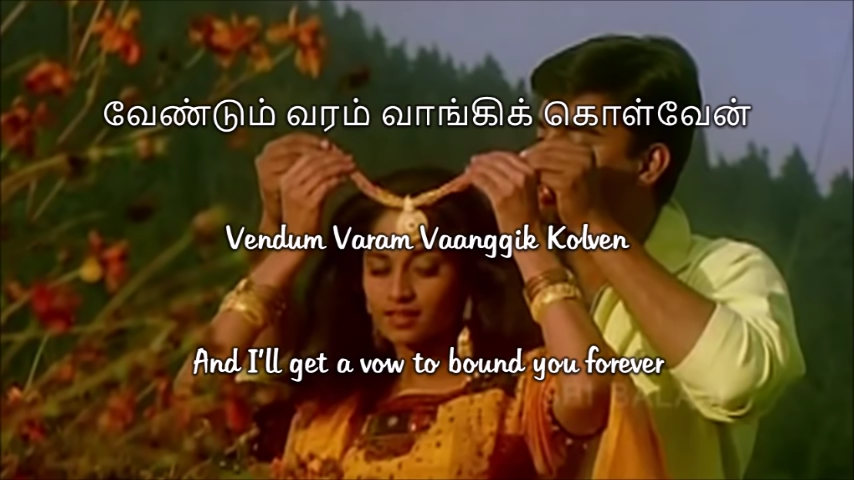 வேண்டும் வரம் வாங்கிக் கொள்வேன்
Vendum Varam Vaanggik Kolven
And I'll get a vow to bound you forever